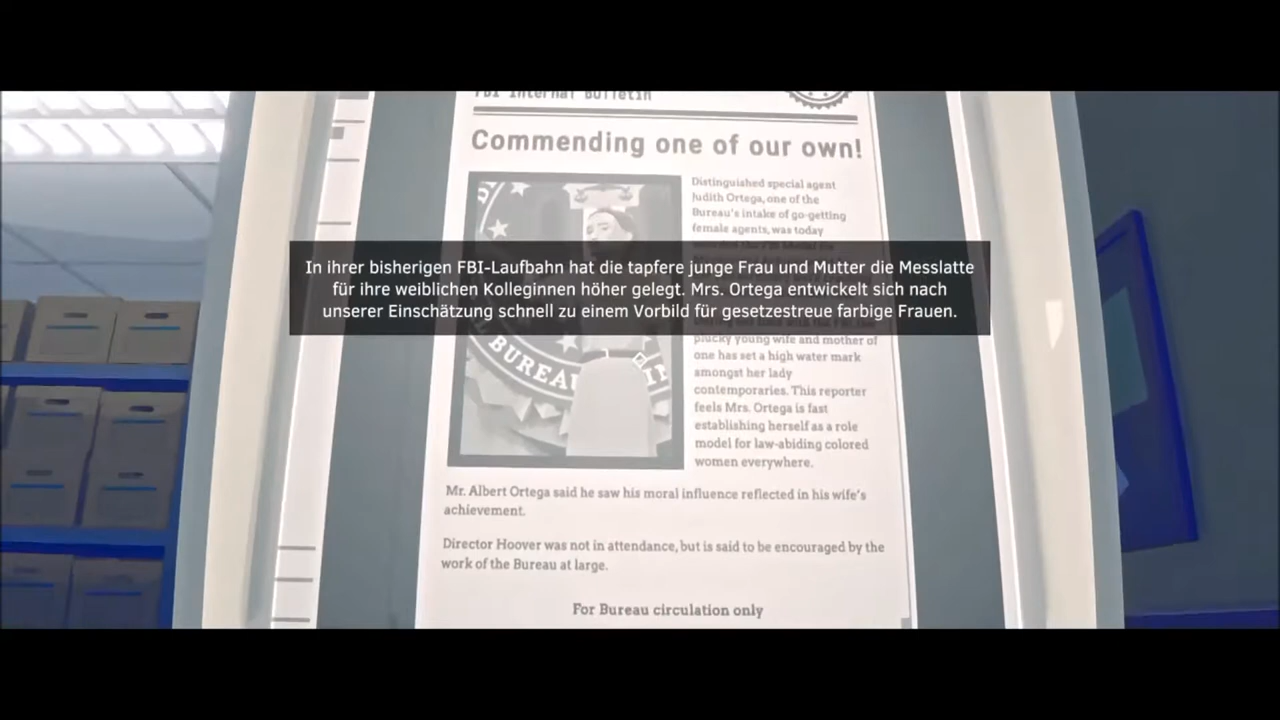 FBI Internal Bulletin
Commending one of our own!
Distinguished special agent
Judith Ortega, one of the
Bureau's intake of go-getting
female agents, was today
In ihrer bisherigen FBI-Laufbahn hat die tapfere junge Frau und Mutter die Messlatte
für ihre weiblichen Kolleginnen höher gelegt. Mrs. Ortega entwickelt sich nach
unserer Einschätzung schnell zu einem Vorbild für gesetzestreue farbige Frauen.
plucky young wife and mother of
one has set a high water mark
amongst her lady
contemporaries. This reporter
feels Mrs. Ortega is fast
establishing herself as a role
model for law-abiding colored
women everywhere.
BUREAU
Mr. Albert Ortega said he saw his moral influence reflected in his wife's
achievement.
Director Hoover was not in attendance, but is said to be encouraged by the
work of the Bureau at large.
For Bureau circulation only